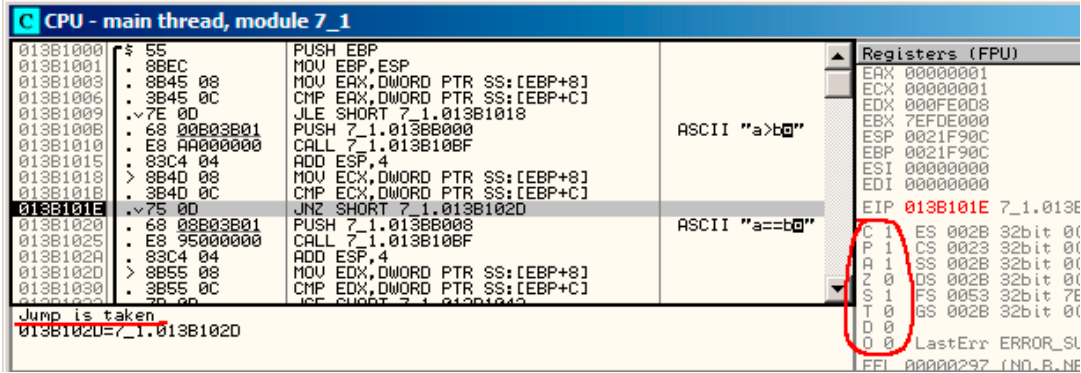 C CPU - main thread, module 7_1
013B1000 $ 55 PUSH EBP
013B1001 . 8BEC MOV EBP,ESP
013B1003 . 8B45 08 MOV EAX,DWORD PTR SS:[EBP+8]
013B1006 . 3B45 0C CMP EAX,DWORD PTR SS:[EBP+C]
013B1009 .v7E 0D JLE SHORT 7_1.013B1018
013B100B . 68 00B03B01 PUSH 7_1.013BB000 ASCII "a>b◘"
013B1010 . E8 AA000000 CALL 7_1.013B10BF
013B1015 . 83C4 04 ADD ESP,4
013B1018 > 8B4D 08 MOV ECX,DWORD PTR SS:[EBP+8]
013B101B . 3B4D 0C CMP ECX,DWORD PTR SS:[EBP+C]
013B101E .v75 0D JNZ SHORT 7_1.013B102D
013B1020 . 68 08B03B01 PUSH 7_1.013BB008 ASCII "a==b◘"
013B1025 . E8 95000000 CALL 7_1.013B10BF
013B102A . 83C4 04 ADD ESP,4
013B102D > 8B55 08 MOV EDX,DWORD PTR SS:[EBP+8]
013B1030 . 3B55 0C CMP EDX,DWORD PTR SS:[EBP+C]
Jump is taken
013B102D=7_1.013B102D
Registers (FPU)
EAX 00000001
ECX 00000001
EDX 000FE0D8
EBX 7EFDE000
ESP 0021F90C
EBP 0021F90C
ESI 00000000
EDI 00000000
EIP 013B101E 7_1.013B
C 1 ES 002B 32bit
P 1 CS 0023 32bit
A 1 SS 002B 32bit
Z 0 DS 002B 32bit
S 1 FS 0053 32bit
T 0 GS 002B 32bit
D 0
O 0 LastErr
EFL 00000297